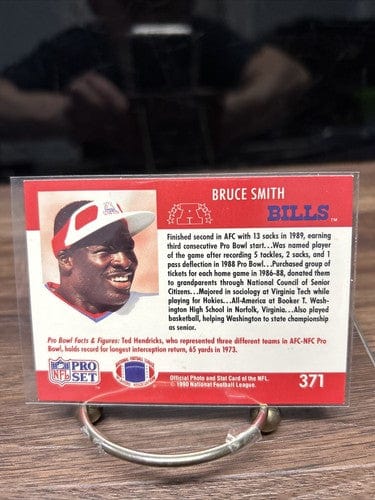 BRUCE SMITH
BILLS™
Finished second in AFC with 13 sacks in 1989, earning
third consecutive Pro Bowl start...Was named player
of the game after recording 5 tackles, 2 sacks, and 1
pass deflection in 1988 Pro Bowl...Purchased group of
tickets for each home game in 1986-88, donated them
to grandparents through National Council of Senior
Citizens...Majored in sociology at Virginia Tech while
playing for Hokies...All-America at Booker T. Wash-
ington High School in Norfolk, Virginia...Also played
basketball, helping Washington to state championship
as senior.
Pro Bowl Facts & Figures: Ted Hendricks, who represented three different teams in AFC-NFC Pro
Bowl, holds record for longest interception return, 65 yards in 1973.
NFL PRO SET
Official Photo and Stat Card of the NFL.
© 1990 National Football League.
371